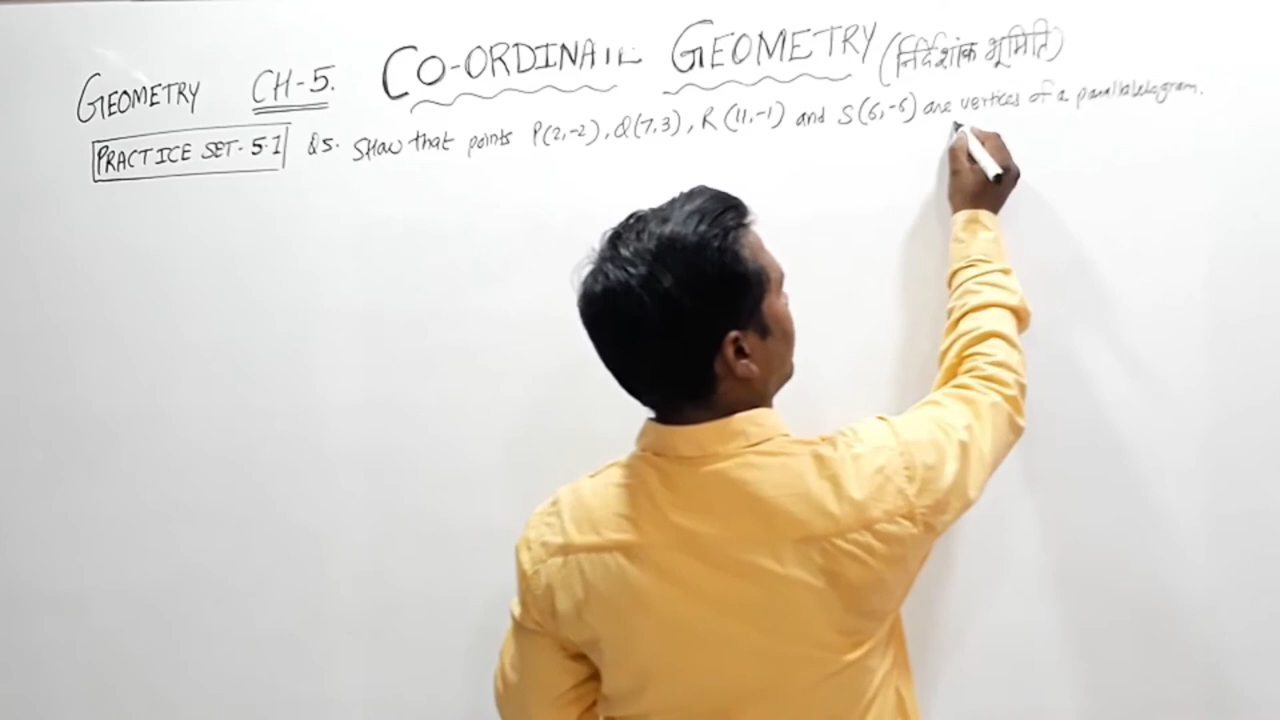 GEOMETRY CH-5. CO-ORDINATE GEOMETRY (निर्देशांक भूमिति)
PRACTICE SET-5.1 Q5. Show that points P(2,-2), Q(7,3), R(11,-1) and S(6,-6) are vertices of a parallalelogram.